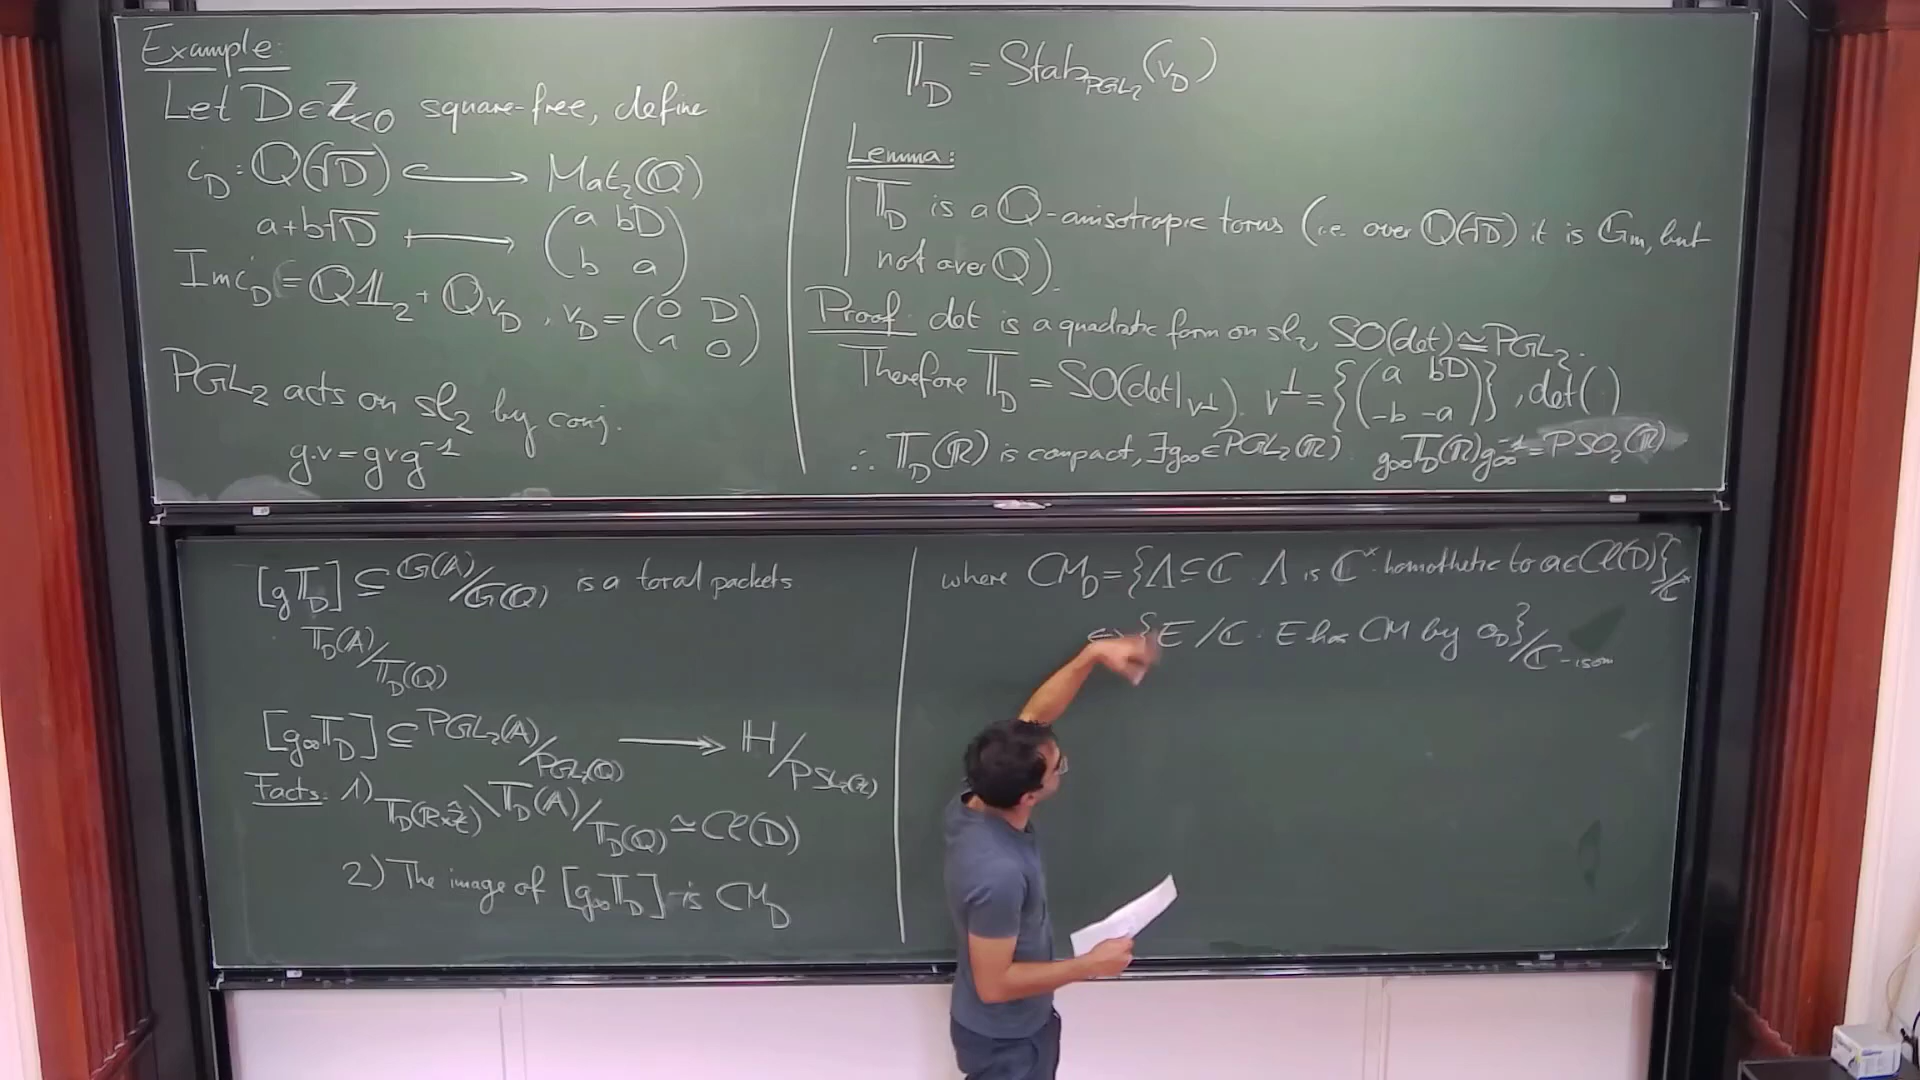 Example:
Let D∈ℤ<0 square-free, define
i_D: ℚ(√D) ↪ Mat₂(ℚ)
a+b√D ↦ (a bD
b a)
Im i_D = ℚ𝟙₂ + ℚv_D, v_D = (0 D
1 0)
PGL₂ acts on sl₂ by conj.
g.v = gvg⁻¹
𝕋_D = Stab_PGL₂(v_D)
Lemma:
𝕋_D is a ℚ-anisotropic torus (i.e. over ℚ(√D) it is 𝔾m, but
not over ℚ).
Proof: det is a quadratic form on sl₂, SO(det) ≅ PGL₂.
Therefore 𝕋_D = SO(det|_v⊥). v^⊥ = {(a bD
-b -a)}, det( )
∴ 𝕋_D(ℝ) is compact, ∃g∞∈PGL₂(ℝ) g∞𝕋_D(ℝ)g∞⁻¹ = PSO₂(ℝ)
[g𝕋_D] ⊆ 𝔾(𝔸)/𝔾(ℚ) is a toral packets
𝕋_D(𝔸)/𝕋_D(ℚ)
[g∞𝕋_D] ⊆ PGL₂(𝔸)/PGL₂(ℚ) ⟶ ℍ/PSL₂(ℤ)
Facts: 1) 𝕋_D(ℝ×ℤ̂)\𝕋_D(𝔸)/𝕋_D(ℚ) ≃ Cl(D)
2) The image of [g∞𝕋_D] is CM_D
where CM_D = {Λ⊆ℂ : Λ is ℂ^×-homothetic to a∈Cl(D)}/ℂ^×
↔ {E/ℂ : E has CM by O_D}/ℂ-isom